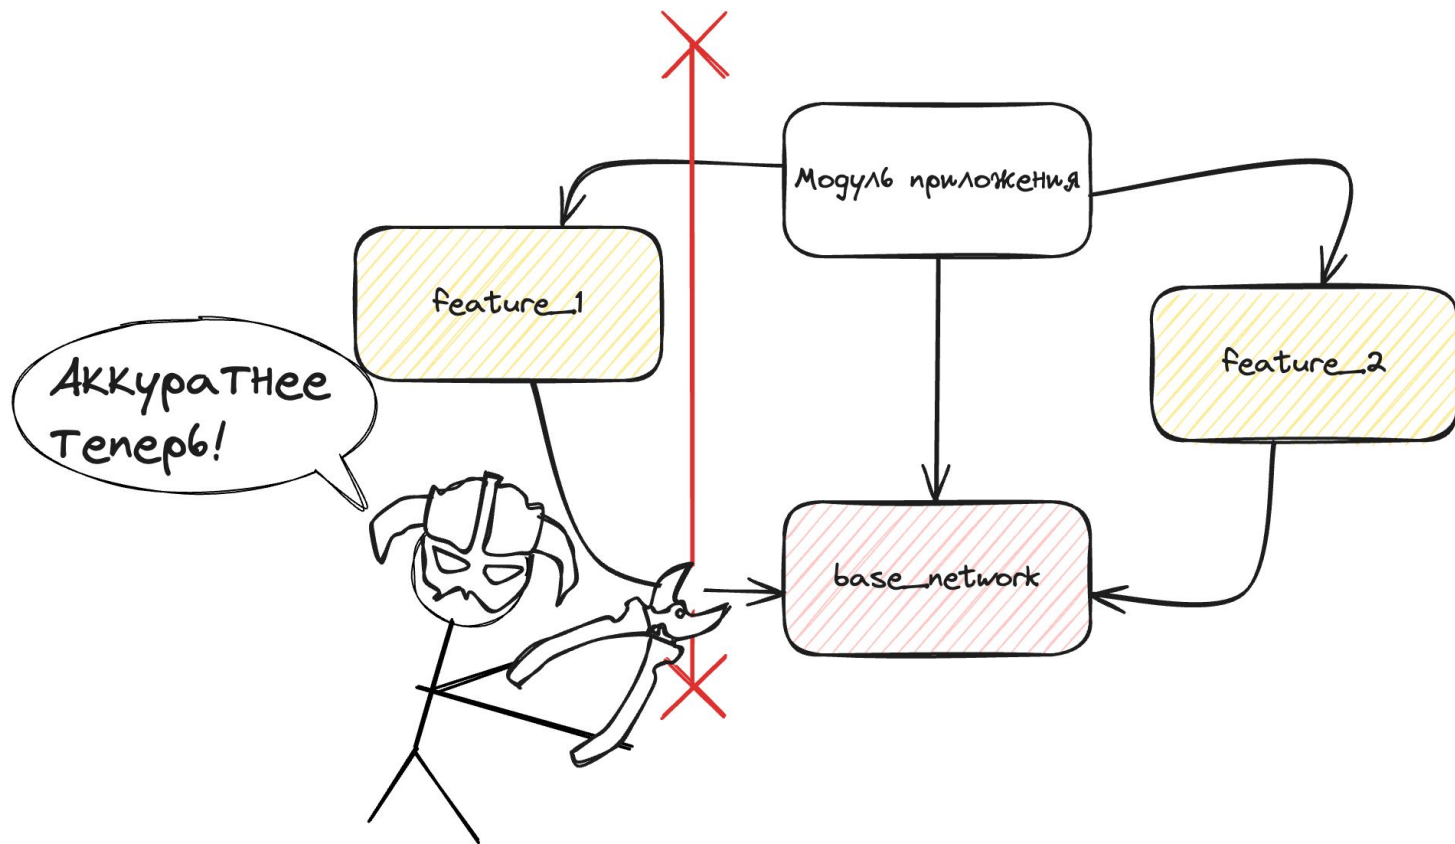 Модуль приложения
feature_1
feature_2
Аккуратнее
теперь!
base_network